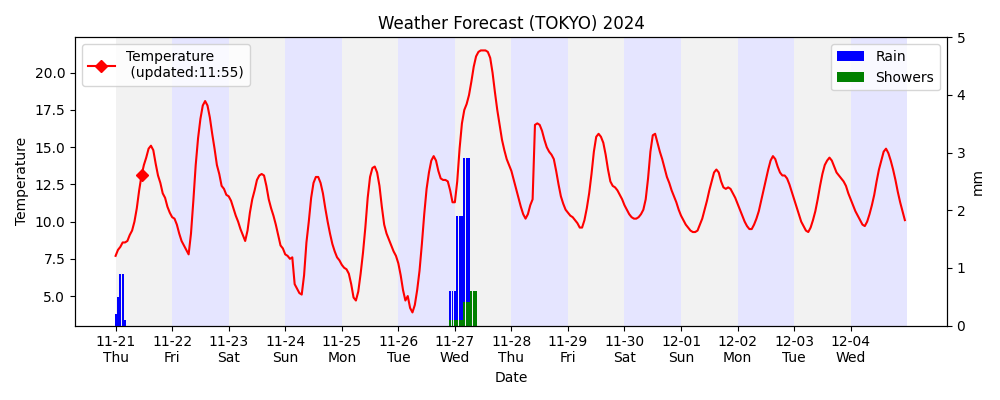 Weather Forecast (TOKYO) 2024
Temperature
(updated:11:55)
Rain
Showers
Temperature
20.0
17.5
15.0
12.5
10.0
7.5
5.0
5
4
3
2
1
0
mm
11-21 11-22 11-23 11-24 11-25 11-26 11-27 11-28 11-29 11-30 12-01 12-02 12-03 12-04
Thu Fri Sat Sun Mon Tue Wed Thu Fri Sat Sun Mon Tue Wed
Date